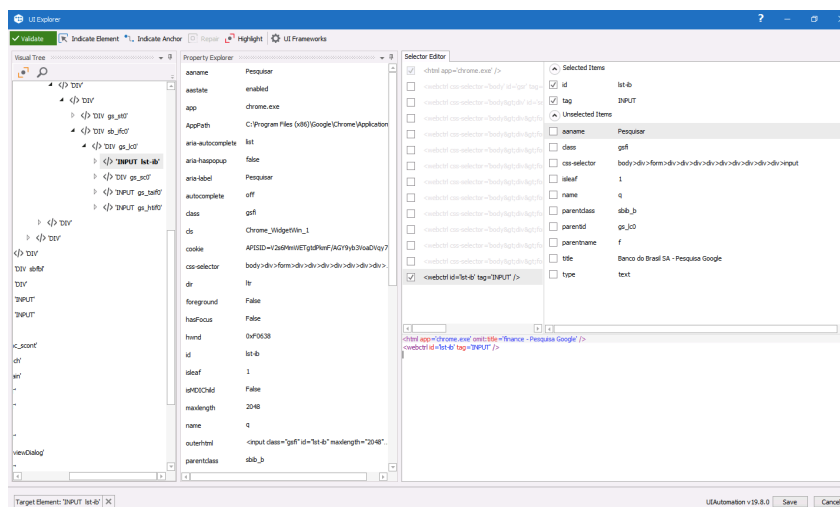 UI Explorer
Validate Indicate Element Indicate Anchor Repair Highlight UI Frameworks
Visual Tree
</> 'DIV'
</> 'DIV'
</> 'DIV gs_st0'
</> 'DIV sb_ifc0'
</> 'DIV gs_lc0'
</> 'INPUT lst-ib'
</> 'DIV gs_sc0'
</> 'INPUT gs_taif0'
</> 'INPUT gs_htif0'
</> 'DIV'
</> 'DIV'
</> 'DIV'
'DIV sbfbl'
'DIV'
'INPUT'
'INPUT'
c_scont'
ch'
ain'
viewDialog'
Property Explorer
aaname Pesquisar
aastate enabled
app chrome.exe
AppPath C:\Program Files (x86)\Google\Chrome\Application
aria-autocomplete list
aria-haspopup false
aria-label Pesquisar
autocomplete off
class gsfi
cls Chrome_WidgetWin_1
cookie
css-selector body>div>form>div>div>div>div>div>div>div>.
dir ltr
foreground False
hasFocus False
hwnd 0xF0638
id lst-ib
isleaf 1
isMDIChild False
maxlength 2048
name q
outerhtml <input class="gsfi" id="lst-ib" maxlength="2048"..
parentclass sbib_b
Selector Editor
<html app='chrome.exe' />
<webctrl id='lst-ib' tag='INPUT' />
Selected Items
id lst-ib
tag INPUT
Unselected Items
aaname Pesquisar
class gsfi
css-selector body>div>form>div>div>div>div>div>div>div>div>div>input
isleaf 1
name q
parentclass sbib_b
parentid gs_lc0
parentname f
title Banco do Brasil SA - Pesquisa Google
type text
<html app='chrome.exe' omit:title='finance - Pesquisa Google' />
<webctrl id='lst-ib' tag='INPUT' />
Target Element: 'INPUT lst-ib'
UIAutomation v19.8.0 Save Cancel